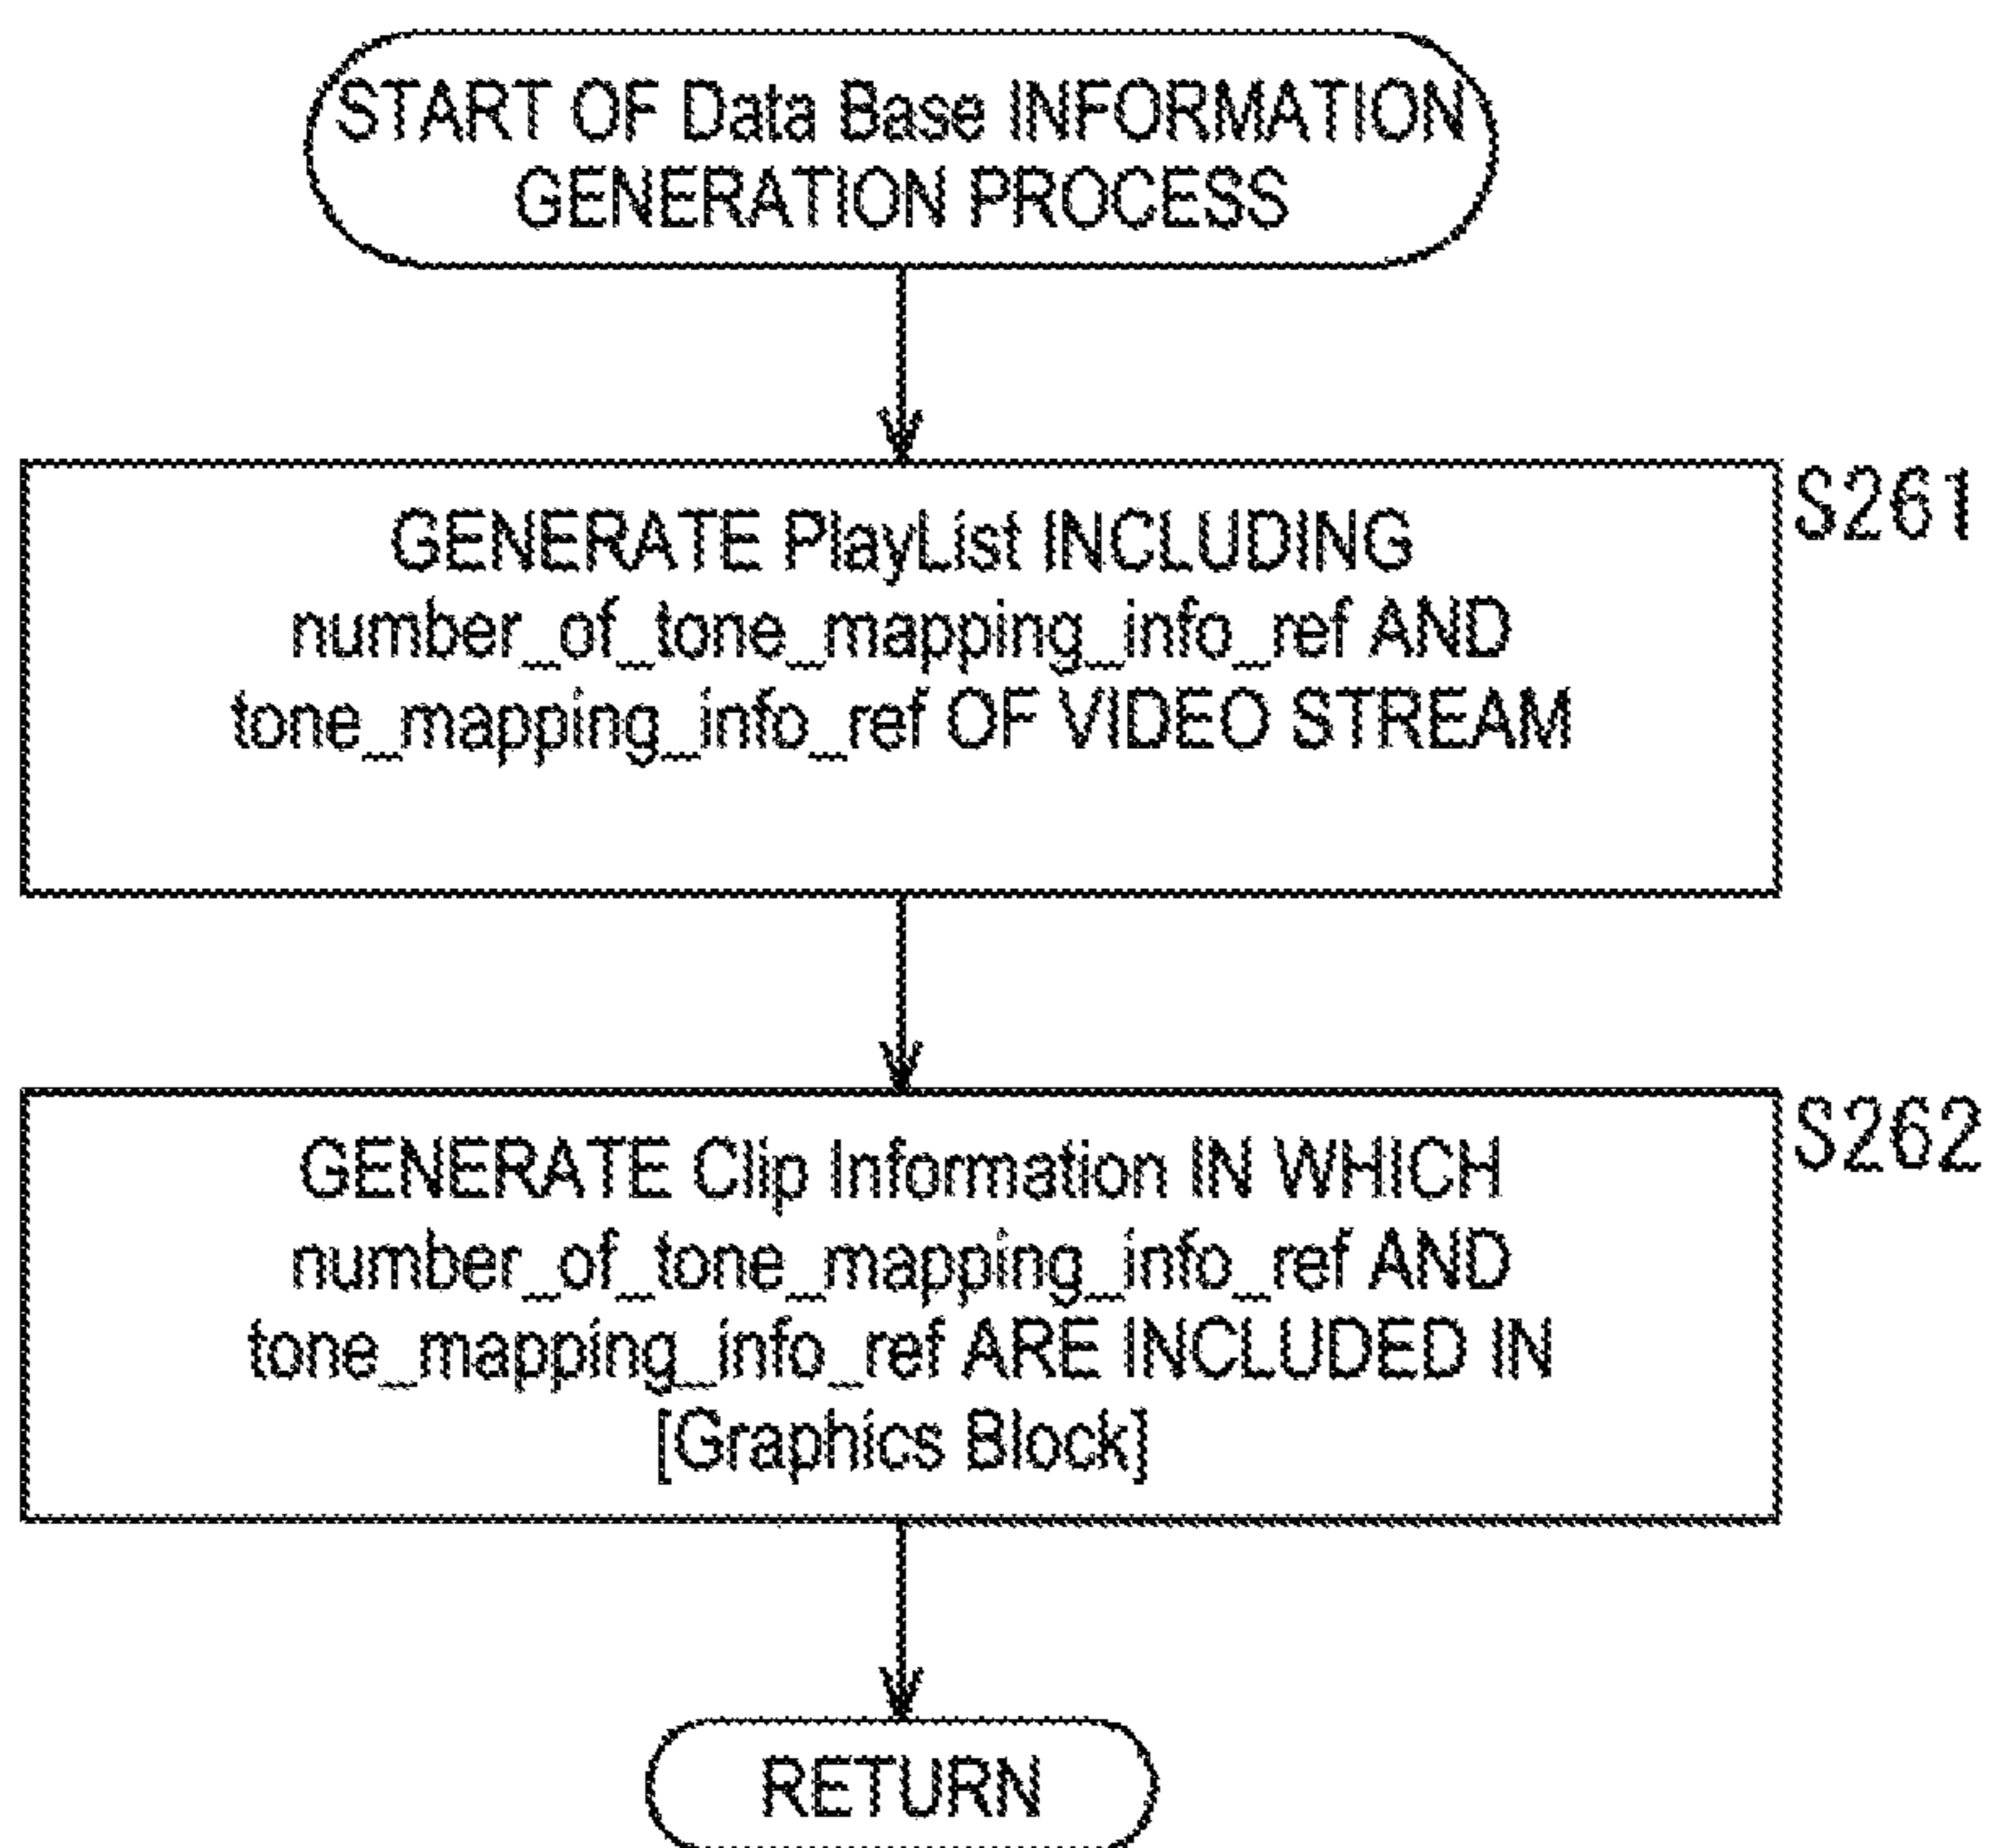 START OF Data Base INFORMATION
GENERATION PROCESS
GENERATE PlayList INCLUDING
number_of_tone_mapping_info_ref AND
tone_mapping_info_ref OF VIDEO STREAM
S261
GENERATE Clip Information IN WHICH
number_of_tone_mapping_info_ref AND
tone_mapping_info_ref ARE INCLUDED IN
[Graphics Block]
S262
RETURN